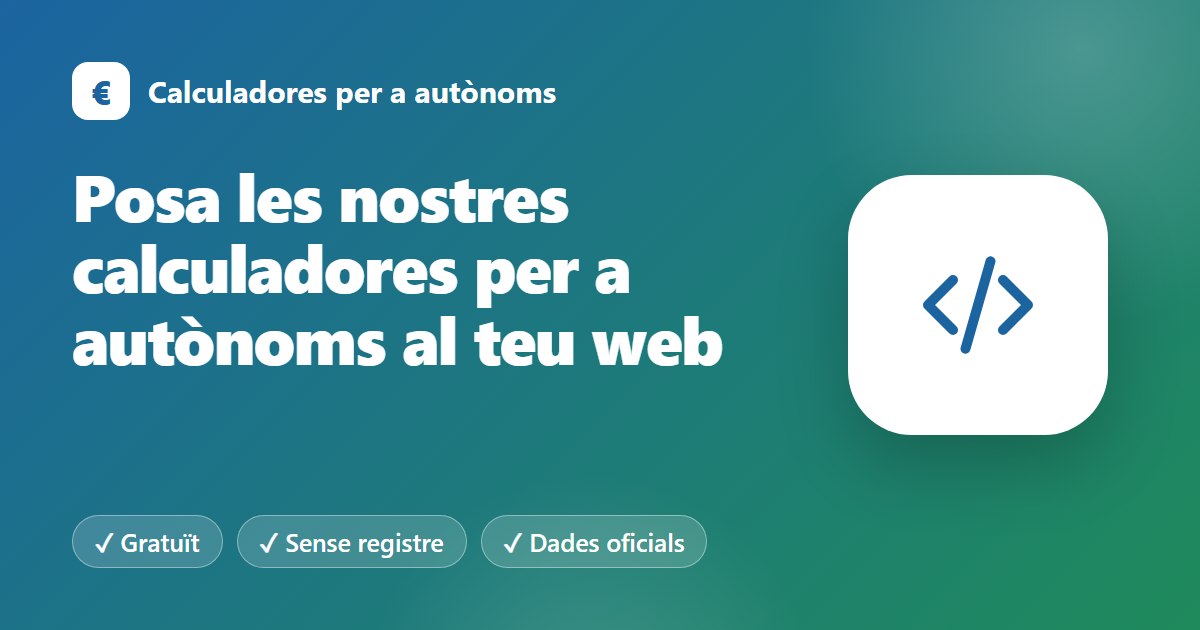 € Calculadores per a autònoms
Posa les nostres
calculadores per a
autònoms al teu web
</>
✓ Gratuït ✓ Sense registre ✓ Dades oficials